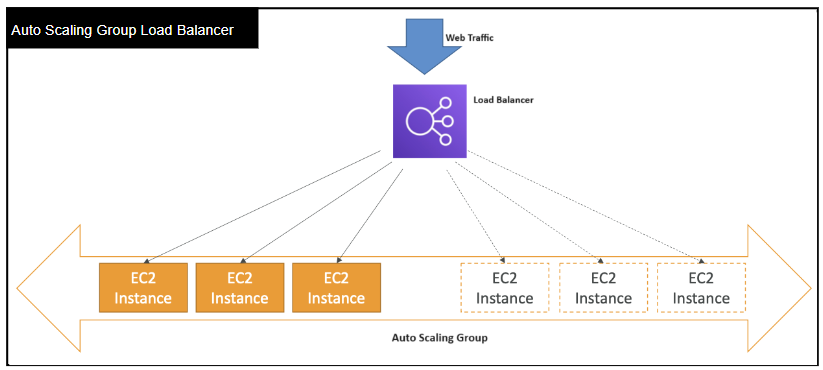 Auto Scaling Group Load Balancer
Web Traffic
Load Balancer
EC2
Instance
EC2
Instance
EC2
Instance
EC2
Instance
EC2
Instance
EC2
Instance
Auto Scaling Group